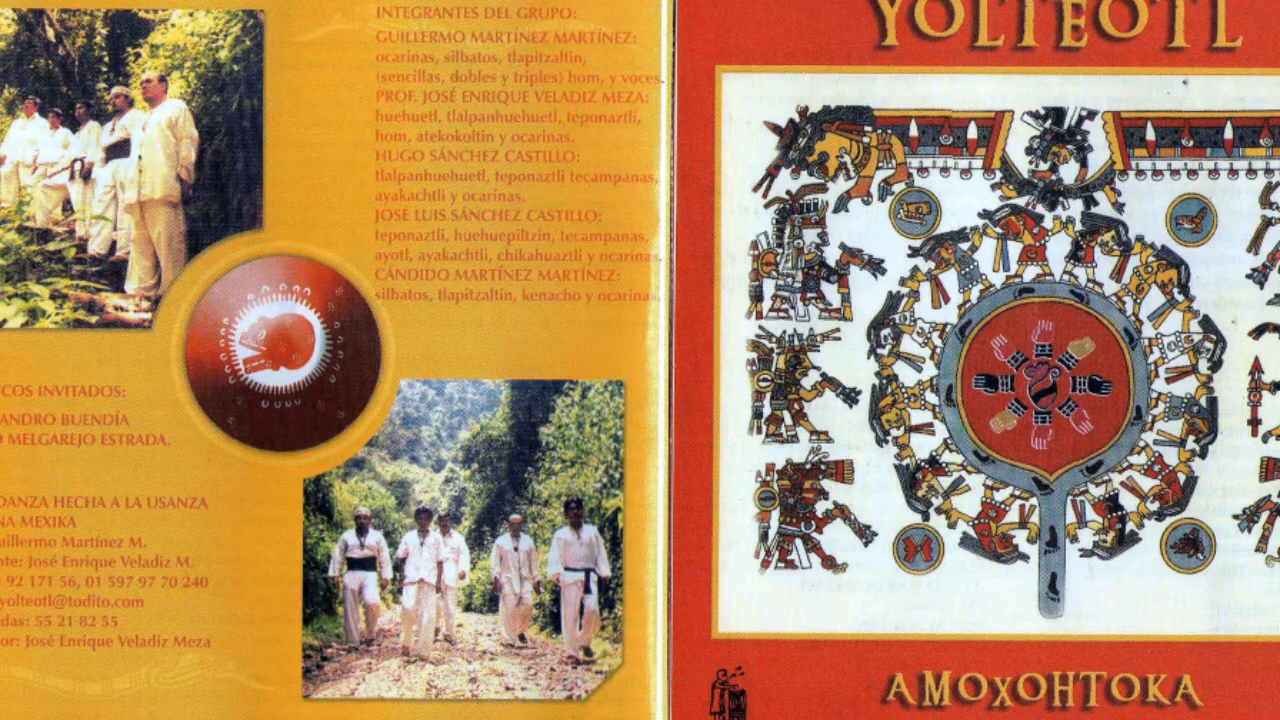 INTEGRANTES DEL GRUPO:
GUILLERMO MARTÍNEZ MARTÍNEZ:
ocarinas, silbatos, tlapitzaltin,
(sencillas, dobles y triples) hom, y voces.
PROF. JOSÉ ENRIQUE VELADIZ MEZA:
huehuetl, tlalpanhuehuetl, teponaztli,
hom, atekokoltin y ocarinas.
HUGO SÁNCHEZ CASTILLO:
tlalpanhuehuetl, teponaztli tecampanas,
ayakachtli y ocarinas.
JOSÉ LUIS SÁNCHEZ CASTILLO:
teponaztli, huehuepiltzin, tecampanas,
ayotl, ayakachtli, chikahuaztli y ocarinas.
CÁNDIDO MARTÍNEZ MARTÍNEZ:
silbatos, tlapitzaltin, kenacho y ocarinas.
COS INVITADOS:
ANDRO BUENDÍA
MELGAREJO ESTRADA.
DANZA HECHA A LA USANZA
NA MEXIKA
uillermo Martínez M.
nte: José Enrique Veladiz M.
92 171 56, 01 597 97 70 240
yolteotl@todito.com
das: 55 21 82 55
or: José Enrique Veladiz Meza
YOLTEOTL
AMOXOHTOKA